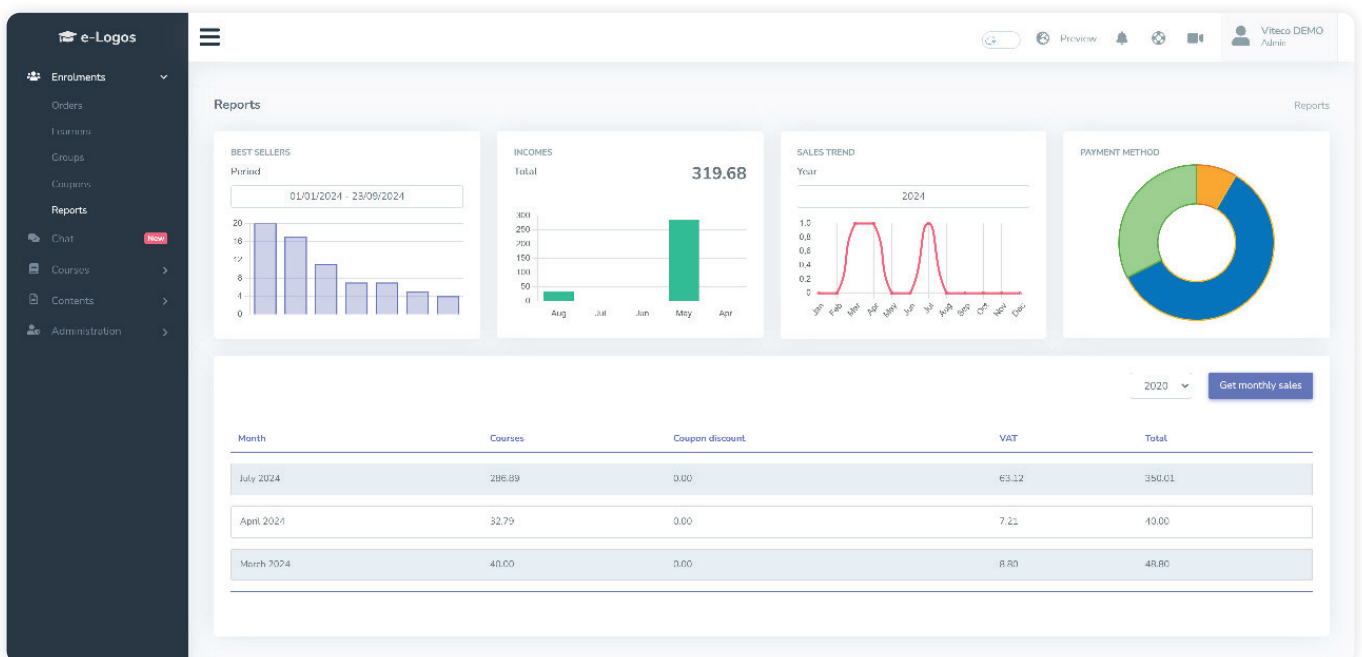 e-Logos
Preview
Viteco DEMO
Admin
Enrolments
Orders
Learners
Groups
Coupons
Reports
Chat
New
Courses
Contents
Administration
Reports
Reports
BEST SELLERS
Period
01/01/2024 - 23/09/2024
20
16
12
8
4
0
INCOMES
Total
319.68
300
250
200
150
100
50
0
Aug Jul Jun May Apr
SALES TREND
Year
2024
1.0
0,8
0,6
0,4
0.2
0
Jan Feb Mar Apr May Jun Jul Aug Sep Oct Nov Dec
PAYMENT METHOD
2020
Get monthly sales
Month Courses Coupon discount VAT Total
July 2024 286.89 0.00 63.12 350.01
April 2024 32.79 0.00 7.21 40.00
March 2024 40.00 0.00 8.80 48.80